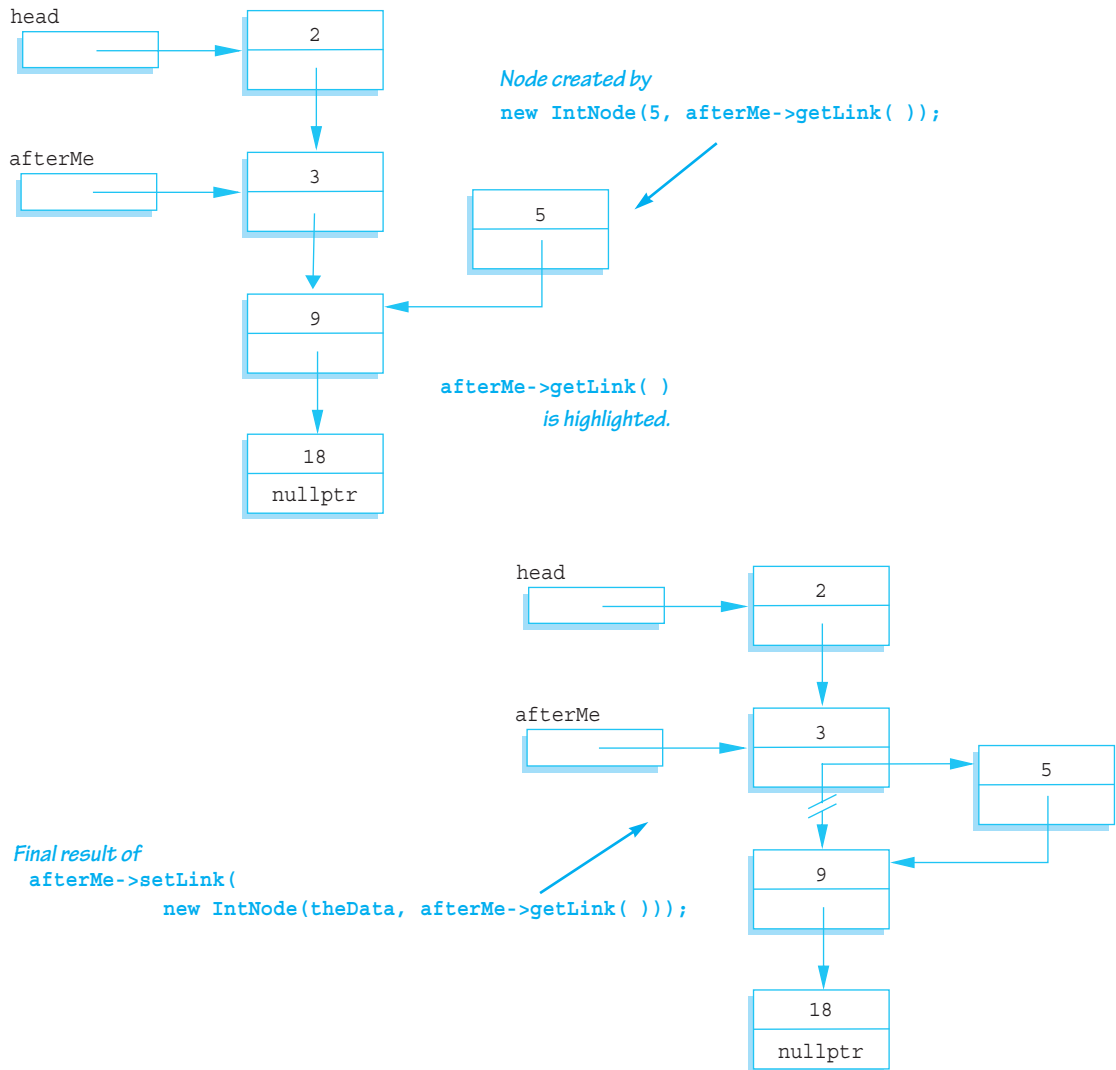 head
2
Node created by
new IntNode(5, afterMe->getLink( ));
afterMe
3
5
9
afterMe->getLink( )
is highlighted.
18
nullptr
head
2
afterMe
3
5
Final result of
afterMe->setLink(
new IntNode(theData, afterMe->getLink( )));
9
18
nullptr